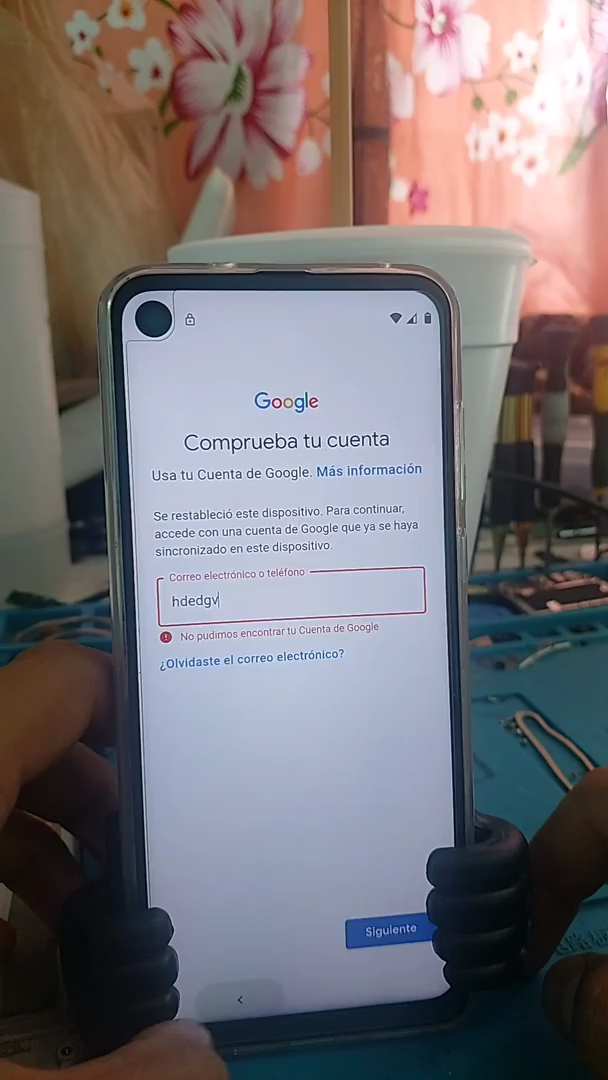 Google
Comprueba tu cuenta
Usa tu Cuenta de Google. Más información
Se restableció este dispositivo. Para continuar,
accede con una cuenta de Google que ya se haya
sincronizado en este dispositivo.
Correo electrónico o teléfono
hdedgv
No pudimos encontrar tu Cuenta de Google
¿Olvidaste el correo electrónico?
Siguiente